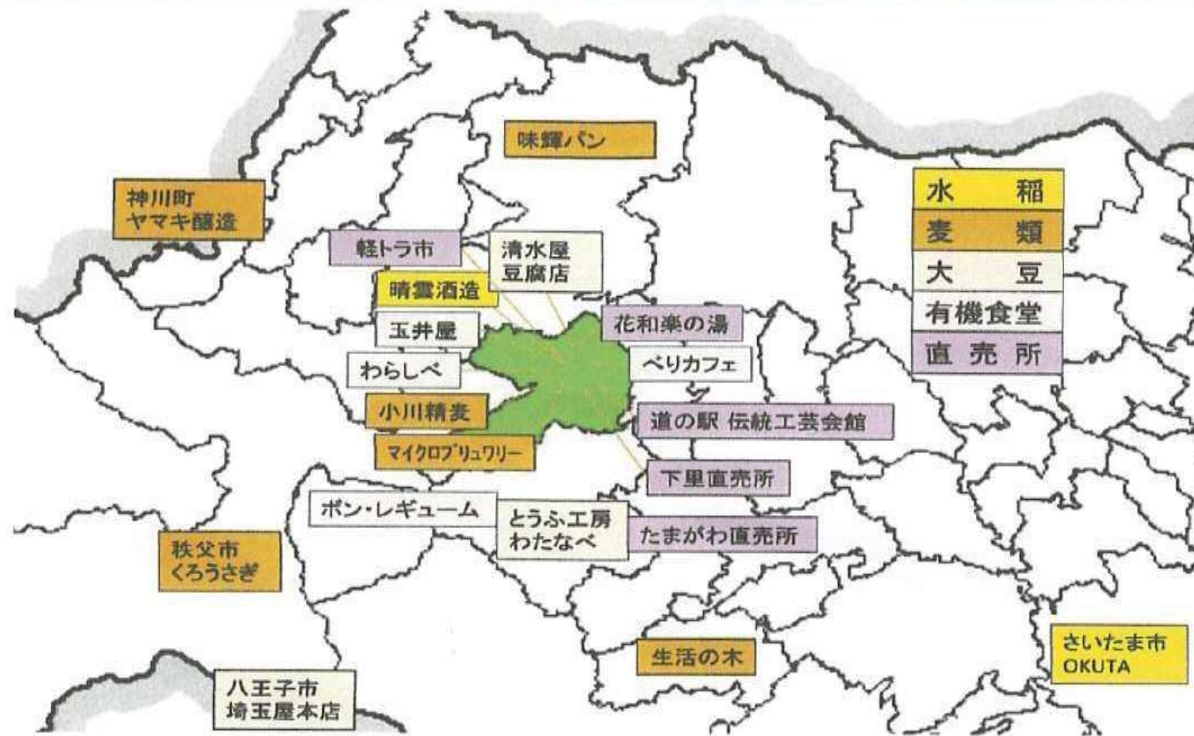 味輝パン
神川町
ヤマキ醸造
軽トラ市
清水屋
豆腐店
晴雲酒造
玉井屋
わらしべ
小川精麦
マイクロブリュワリー
花和楽の湯
べりカフェ
道の駅 伝統工芸会館
下里直売所
ボン・レギューム
とうふ工房
わたなべ
たまがわ直売所
秩父市
くろうさぎ
生活の木
八王子市
埼玉屋本店
さいたま市
OKUTA
水 稲
麦 類
大 豆
有機食堂
直 売 所